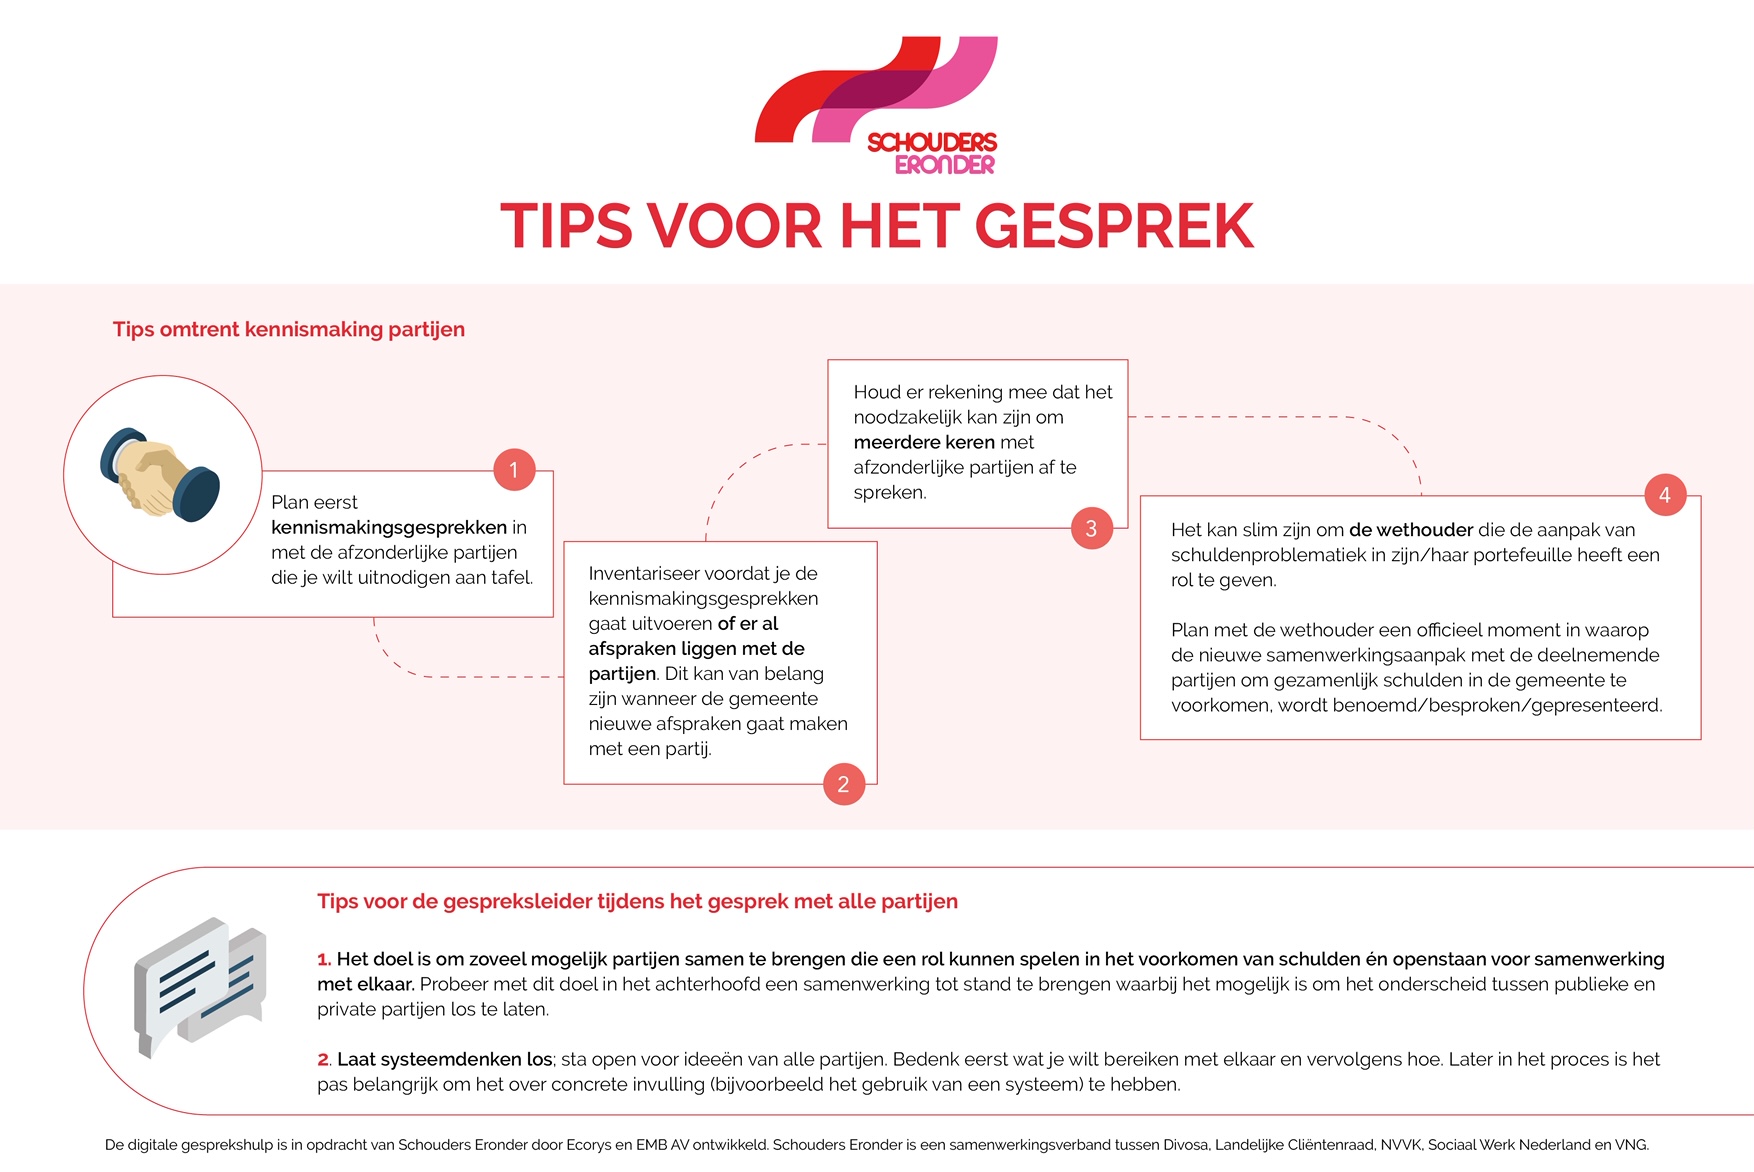 SCHOUDERS
ERONDER
TIPS VOOR HET GESPREK
Tips omtrent kennismaking partijen
1
Plan eerst
kennismakingsgesprekken in
met de afzonderlijke partijen
die je wilt uitnodigen aan tafel.
Inventariseer voordat je de
kennismakingsgesprekken
gaat uitvoeren of er al
afspraken liggen met de
partijen. Dit kan van belang
zijn wanneer de gemeente
nieuwe afspraken gaat maken
met een partij.
2
Houd er rekening mee dat het
noodzakelijk kan zijn om
meerdere keren met
afzonderlijke partijen af te
spreken.
3
4
Het kan slim zijn om de wethouder die de aanpak van
schuldenproblematiek in zijn/haar portefeuille heeft een
rol te geven.
Plan met de wethouder een officieel moment in waarop
de nieuwe samenwerkingsaanpak met de deelnemende
partijen om gezamenlijk schulden in de gemeente te
voorkomen, wordt benoemd/besproken/gepresenteerd.
Tips voor de gespreksleider tijdens het gesprek met alle partijen
1. Het doel is om zoveel mogelijk partijen samen te brengen die een rol kunnen spelen in het voorkomen van schulden én openstaan voor samenwerking
met elkaar. Probeer met dit doel in het achterhoofd een samenwerking tot stand te brengen waarbij het mogelijk is om het onderscheid tussen publieke en
private partijen los te laten.
2. Laat systeemdenken los; sta open voor ideeën van alle partijen. Bedenk eerst wat je wilt bereiken met elkaar en vervolgens hoe. Later in het proces is het
pas belangrijk om het over concrete invulling (bijvoorbeeld het gebruik van een systeem) te hebben.
De digitale gesprekshulp is in opdracht van Schouders Eronder door Ecorys en EMB AV ontwikkeld. Schouders Eronder is een samenwerkingsverband tussen Divosa, Landelijke Cliëntenraad, NVVK, Sociaal Werk Nederland en VNG.